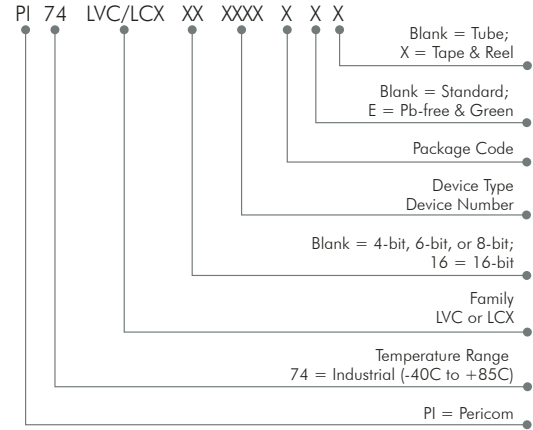 PI 74 LVC/LCX XX XXXX X X X
Blank = Tube;
X = Tape & Reel
Blank = Standard;
E = Pb-free & Green
Package Code
Device Type
Device Number
Blank = 4-bit, 6-bit, or 8-bit;
16 = 16-bit
Family
LVC or LCX
Temperature Range
74 = Industrial (-40C to +85C)
PI = Pericom